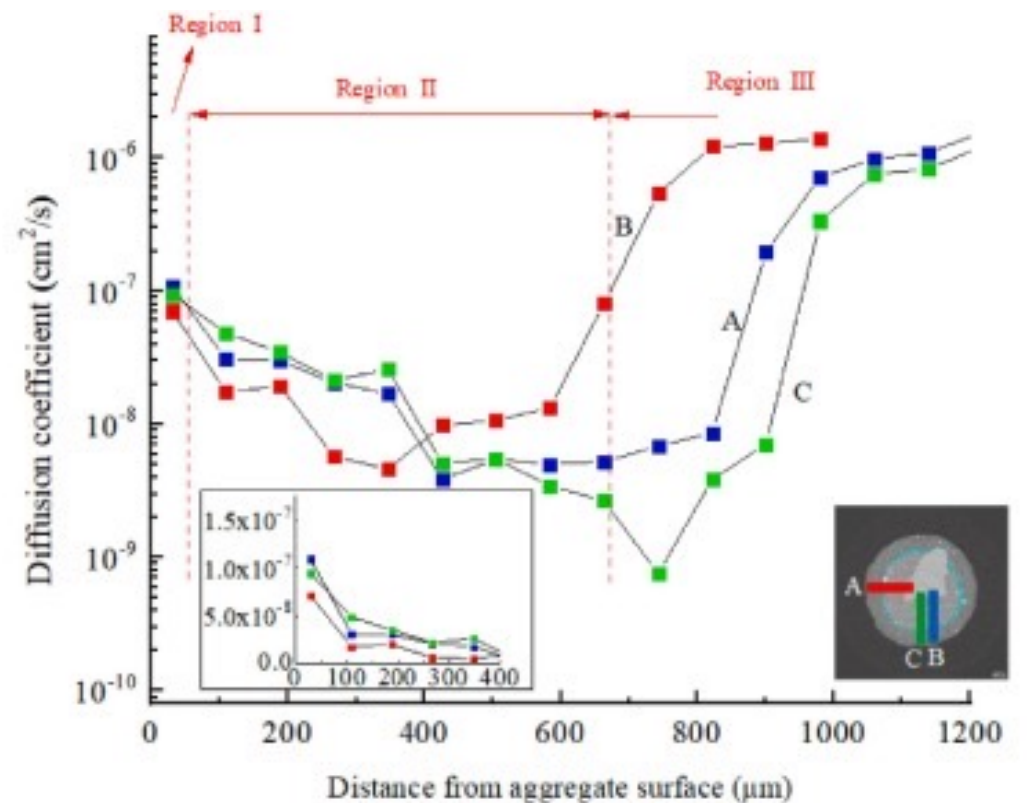 Region I
Region II
Region III
10⁻⁶
10⁻⁷
10⁻⁸
10⁻⁹
10⁻¹⁰
Diffusion coefficient (cm²/s)
B
A
C
1.5x10⁻⁷
1.0x10⁻⁷
5.0x10⁻⁸
0.0
0 100 200 300 400
A
C B
0 200 400 600 800 1000 1200
Distance from aggregate surface (µm)